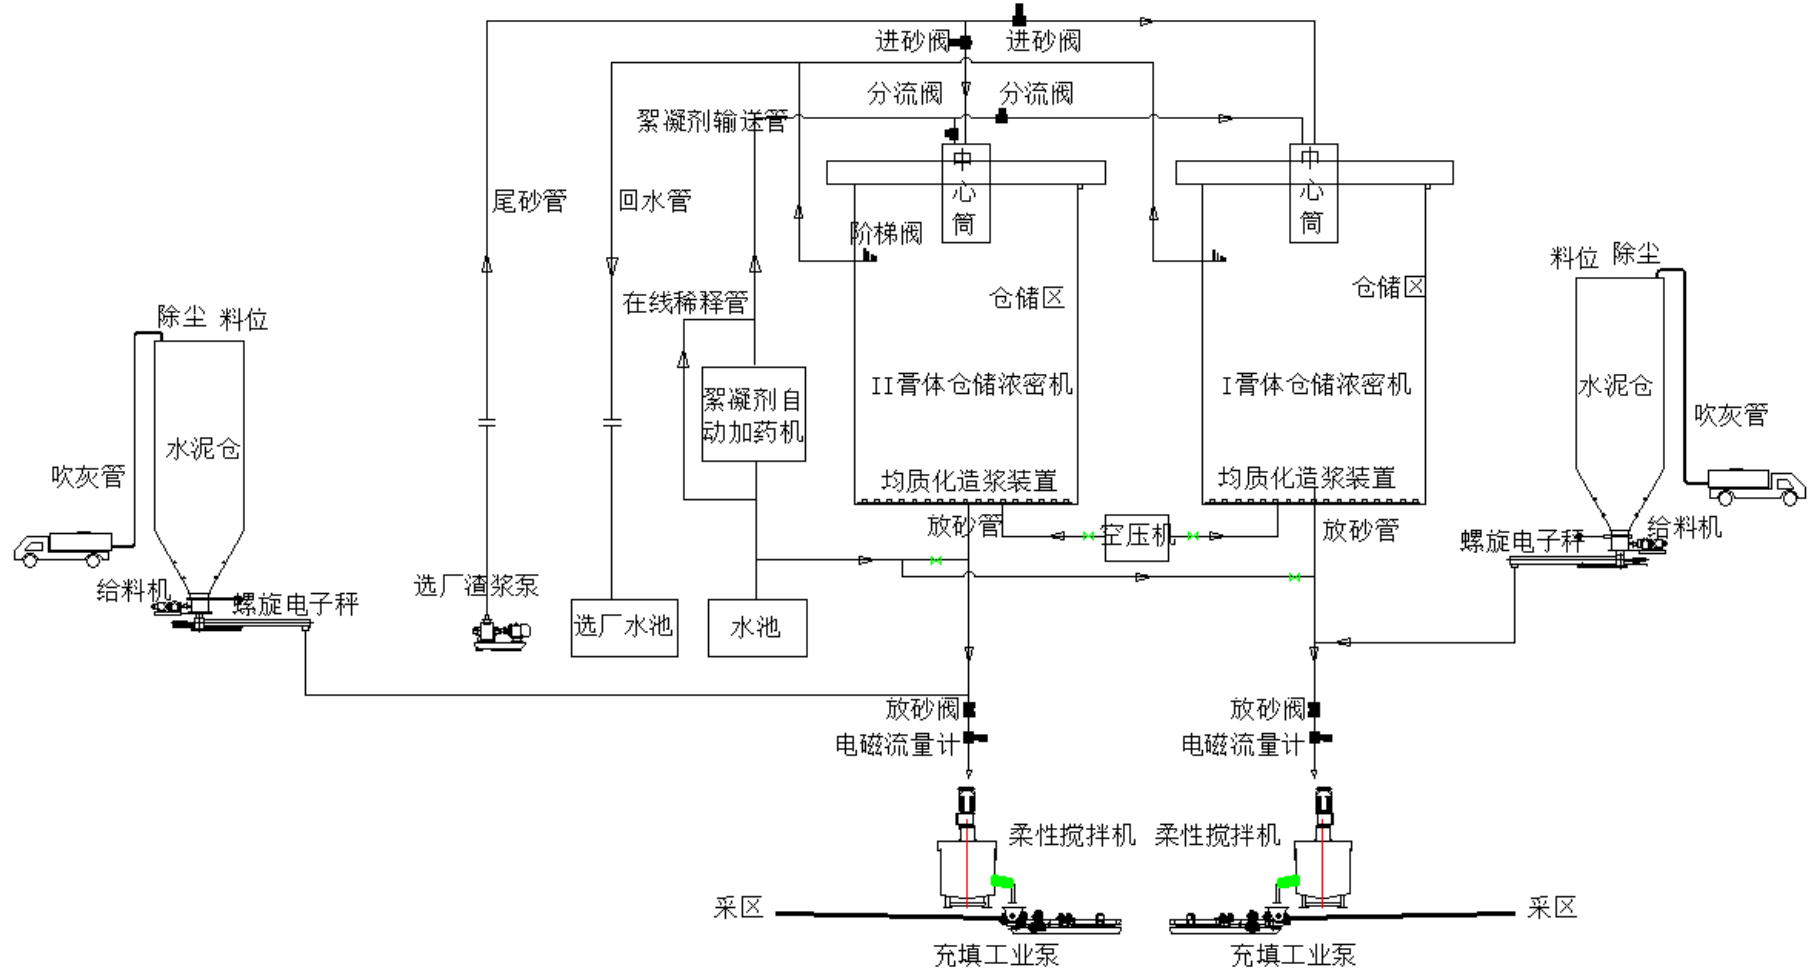 进砂阀
进砂阀
分流阀
分流阀
絮凝剂输送管
中
心
筒
中
心
筒
尾砂管
回水管
阶梯阀
料位
除尘
仓储区
仓储区
在线稀释管
除尘
料位
II膏体仓储浓密机
I膏体仓储浓密机
水泥仓
絮凝剂自
动加药机
吹灰管
水泥仓
吹灰管
均质化造浆装置
均质化造浆装置
放砂管
空压机
放砂管
给料机
螺旋电子秤
选厂渣浆泵
给料机
螺旋电子秤
选厂水池
水池
放砂阀
放砂阀
电磁流量计
电磁流量计
柔性搅拌机
柔性搅拌机
采区
采区
充填工业泵
充填工业泵